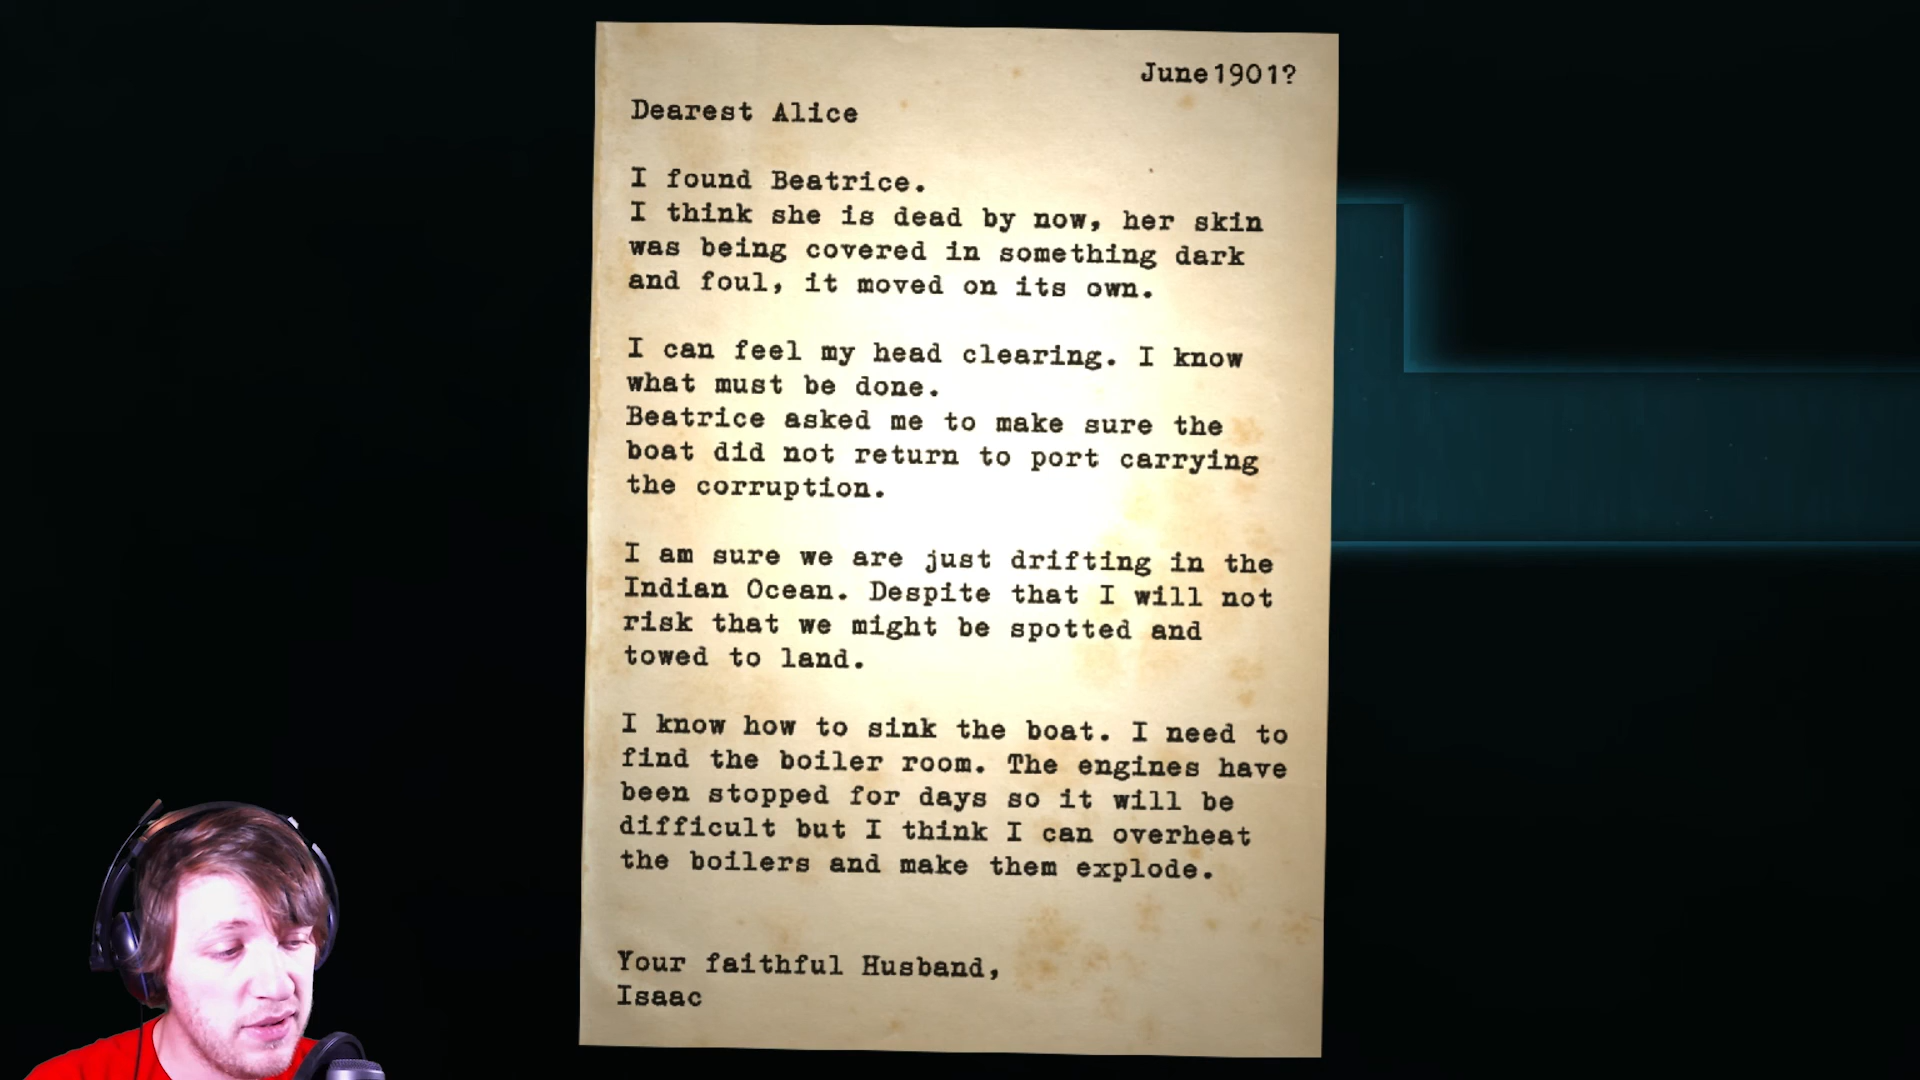 June1901?
Dearest Alice
I found Beatrice.
I think she is dead by now, her skin
was being covered in something dark
and foul, it moved on its own.
I can feel my head clearing. I know
what must be done.
Beatrice asked me to make sure the
boat did not return to port carrying
the corruption.
I am sure we are just drifting in the
Indian Ocean. Despite that I will not
risk that we might be spotted and
towed to land.
I know how to sink the boat. I need to
find the boiler room. The engines have
been stopped for days so it will be
difficult but I think I can overheat
the boilers and make them explode.
Your faithful Husband,
Isaac